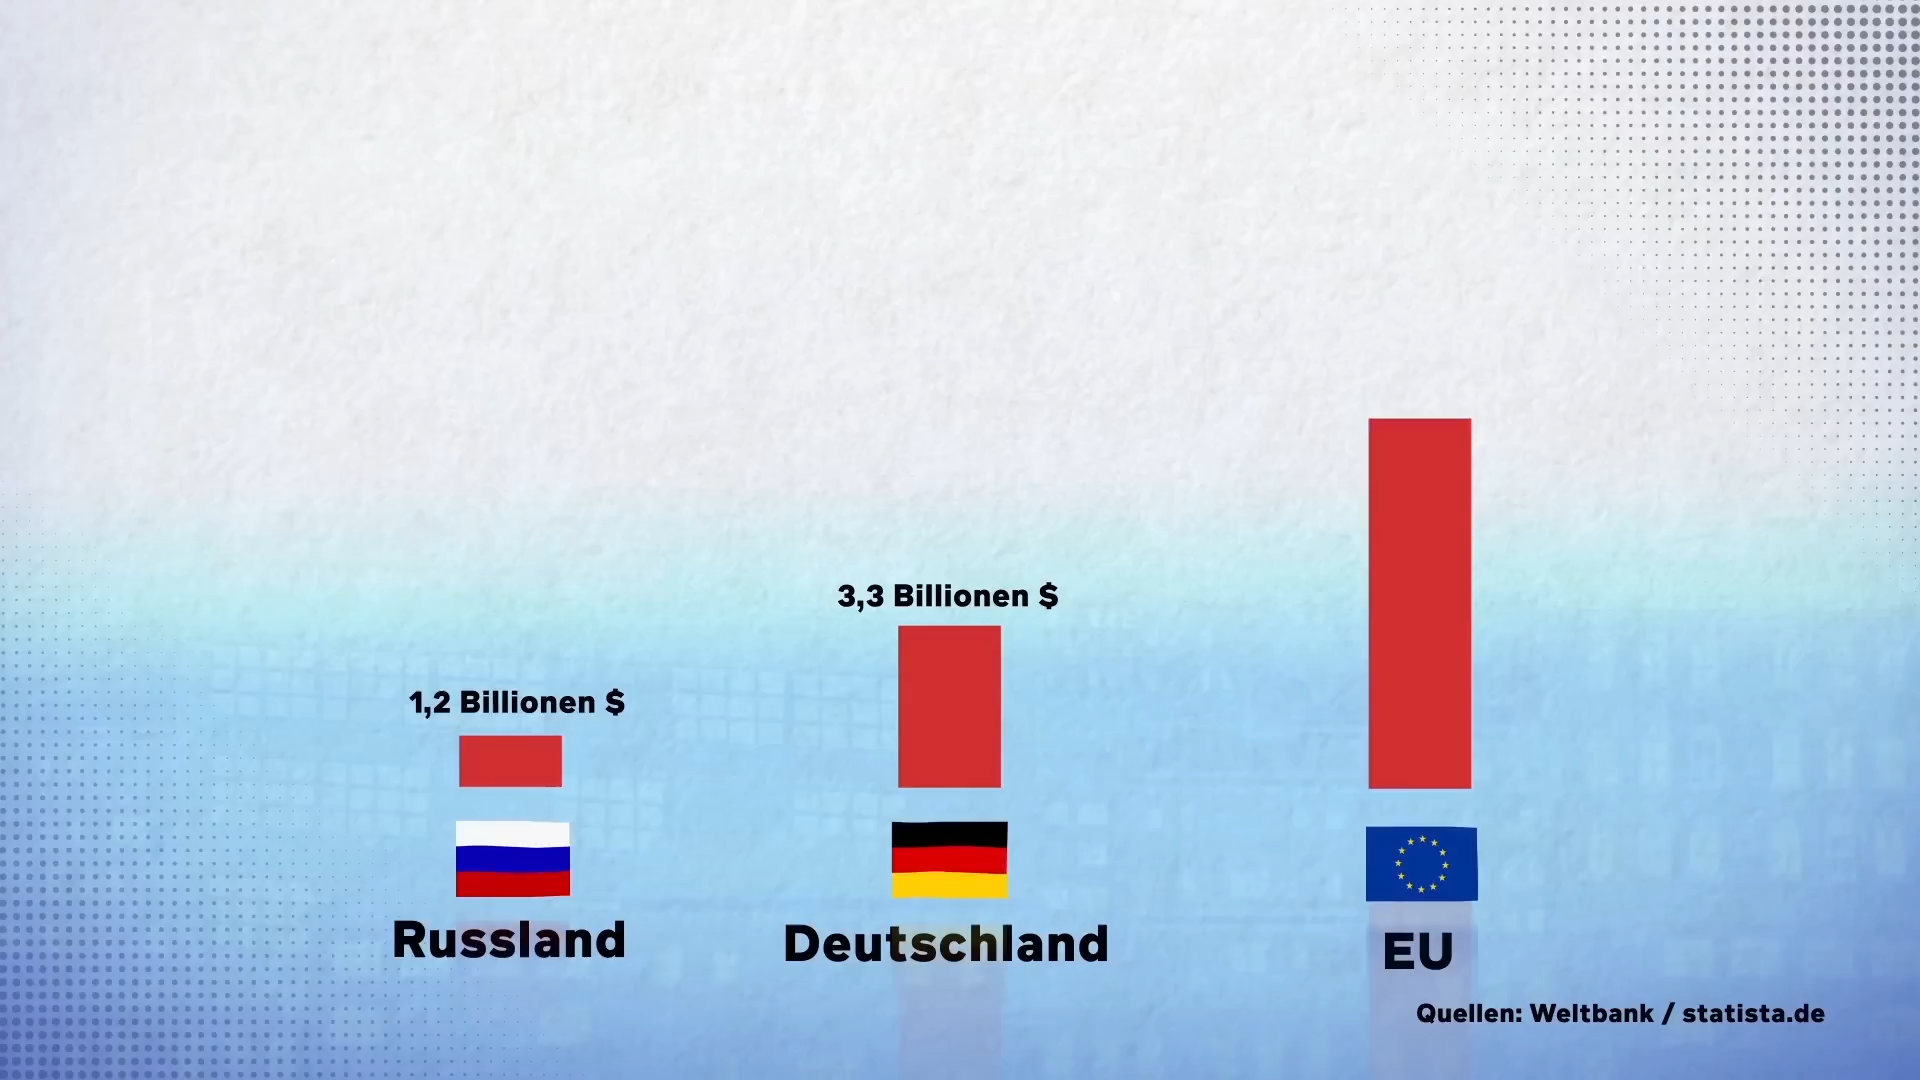 1,2 Billionen $
3,3 Billionen $
Russland
Deutschland
EU
Quellen: Weltbank / statista.de